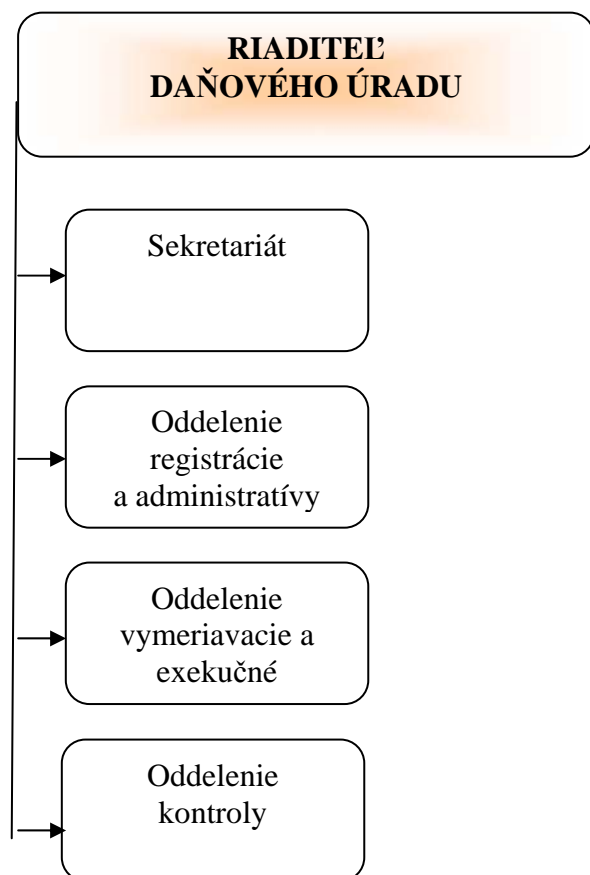 RIADITEĽ
DAŇOVÉHO ÚRADU
Sekretariát
Oddelenie
registrácie
a administratívy
Oddelenie
vymeriavacie a
exekučné
Oddelenie
kontroly